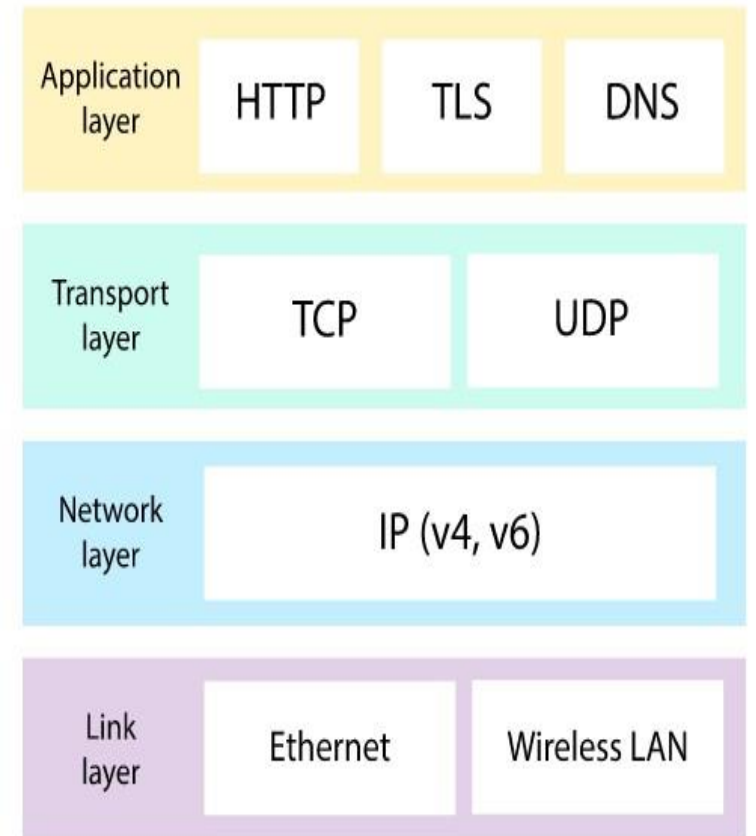 Application
layer
HTTP
TLS
DNS
Transport
layer
TCP
UDP
Network
layer
IP (v4, v6)
Link
layer
Ethernet
Wireless LAN